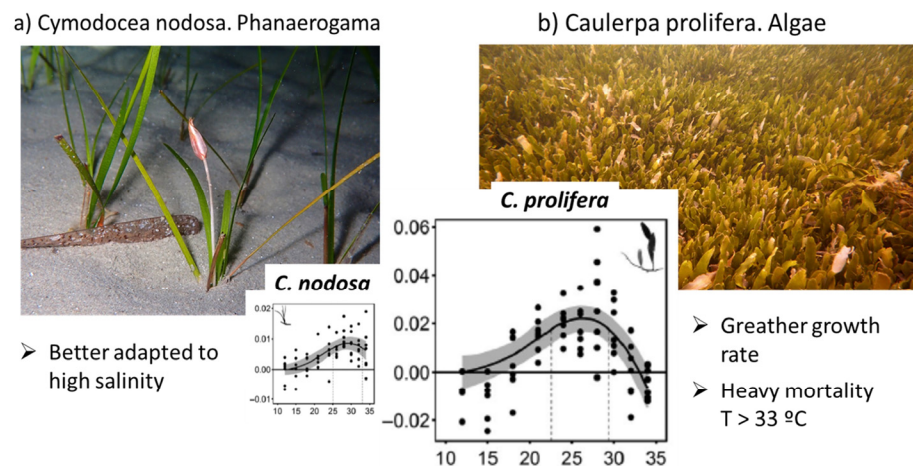 a) Cymodocea nodosa. Phanaerogama
b) Caulerpa prolifera. Algae
C. nodosa
0.02
0.01
0.00
-0.01
10 15 20 25 30 35
➢ Better adapted to
high salinity
C. prolifera
0.06
0.04
0.02
0.00
−0.02
10 15 20 25 30 35
➢ Greather growth
rate
➢ Heavy mortality
T > 33 ºC